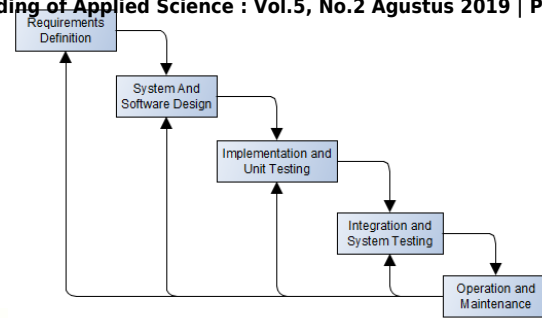 ding of Applied Science : Vol.5, No.2 Agustus 2019 | P
Requirements
Definition
System And
Software Design
Implementation and
Unit Testing
Integration and
System Testing
Operation and
Maintenance